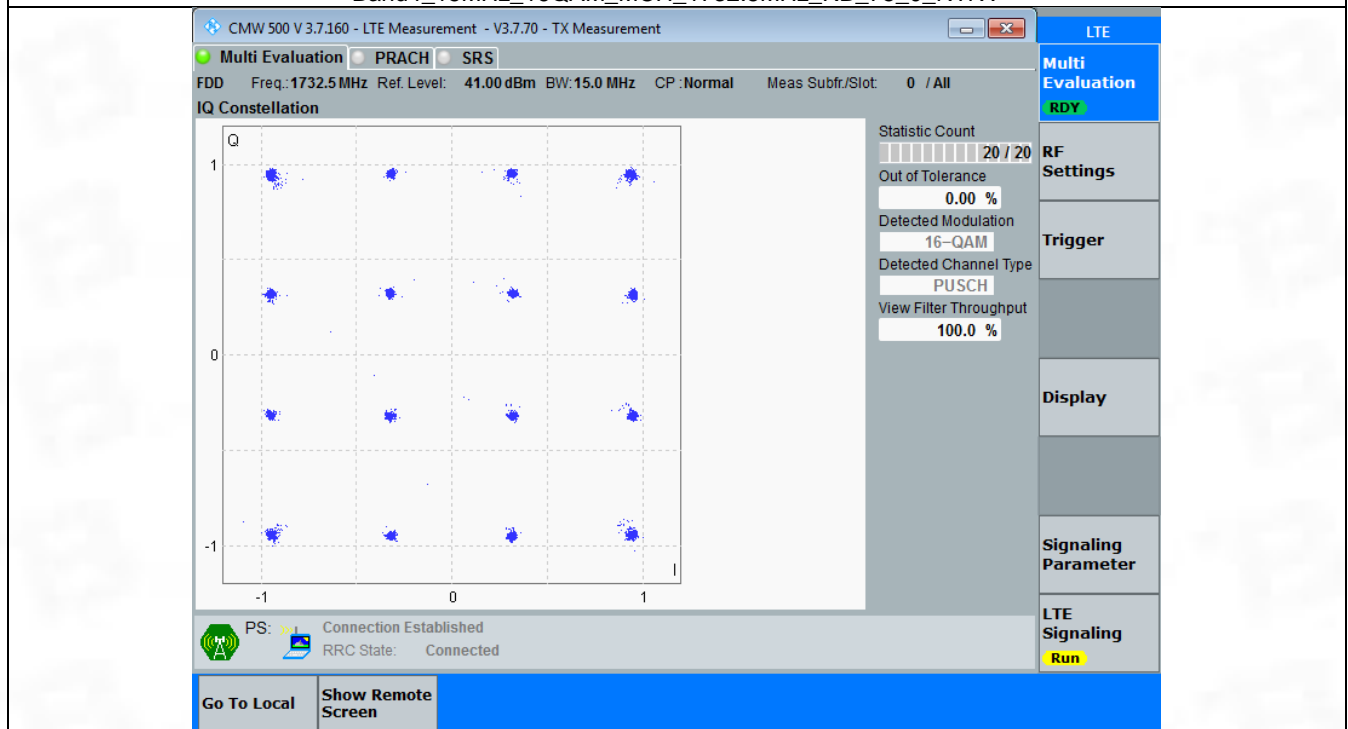 CMW 500 V 3.7.160 - LTE Measurement - V3.7.70 - TX Measurement
LTE
Multi Evaluation PRACH SRS
Multi
Evaluation
RDY
FDD Freq.:1732.5 MHz Ref. Level: 41.00 dBm BW:15.0 MHz CP :Normal Meas Subfr./Slot: 0 / All
IQ Constellation
Q
1
0
-1
-1 0 1
I
Statistic Count
20 / 20
Out of Tolerance
0.00 %
Detected Modulation
16-QAM
Detected Channel Type
PUSCH
View Filter Throughput
100.0 %
RF
Settings
Trigger
Display
Signaling
Parameter
LTE
Signaling
Run
PS: Connection Established
RRC State: Connected
Go To Local
Show Remote
Screen